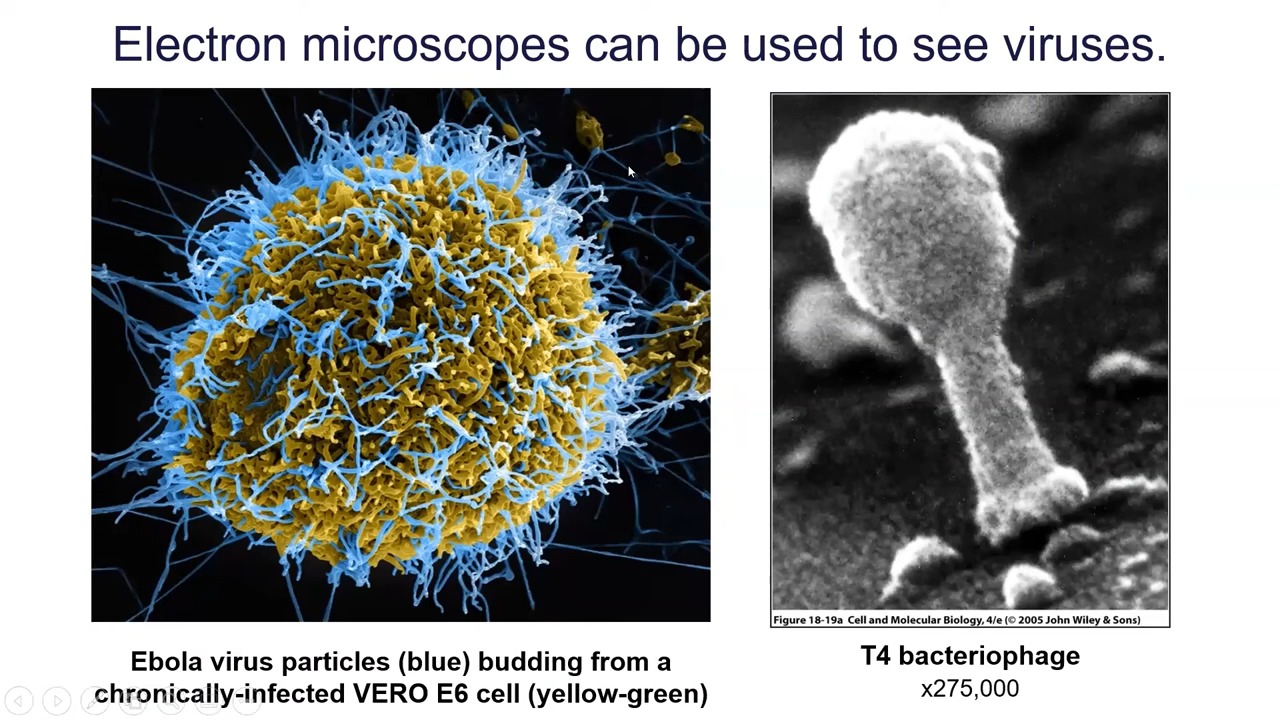 Electron microscopes can be used to see viruses.
Figure 18-19a Cell and Molecular Biology, 4/e (© 2005 John Wiley & Sons)
Ebola virus particles (blue) budding from a
chronically-infected VERO E6 cell (yellow-green)
T4 bacteriophage
x275,000